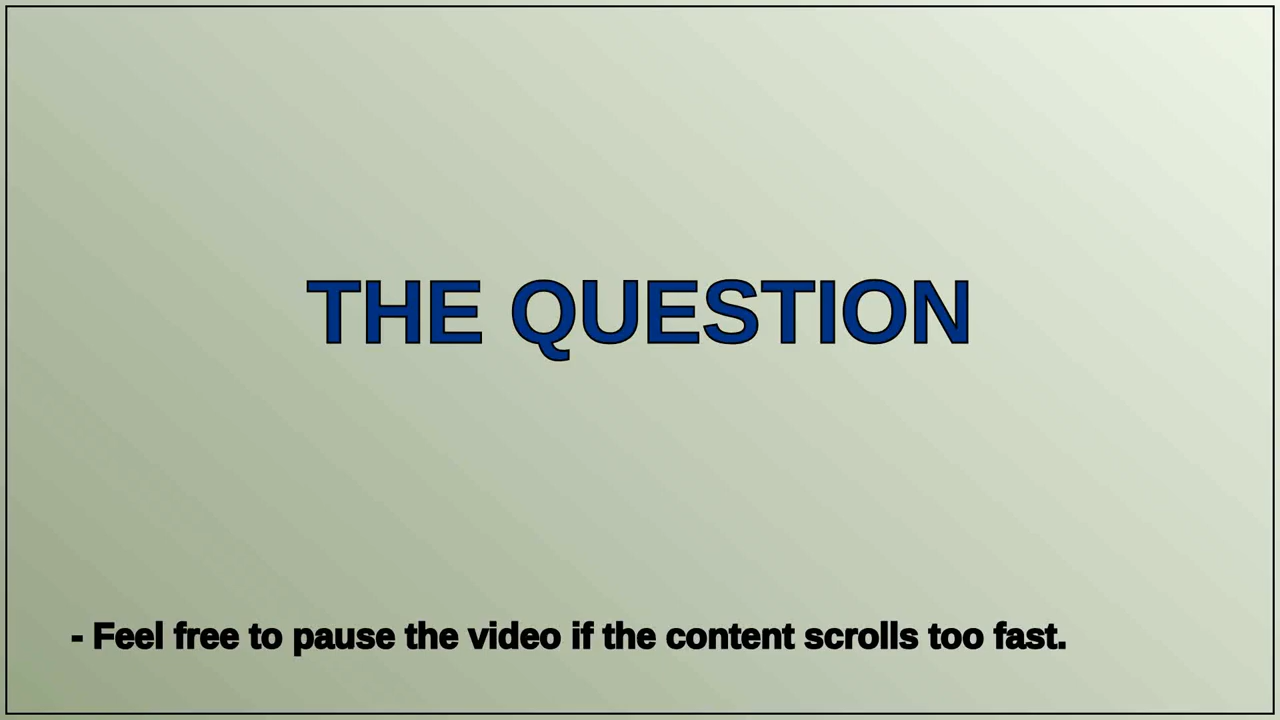 THE QUESTION
- Feel free to pause the video if the content scrolls too fast.